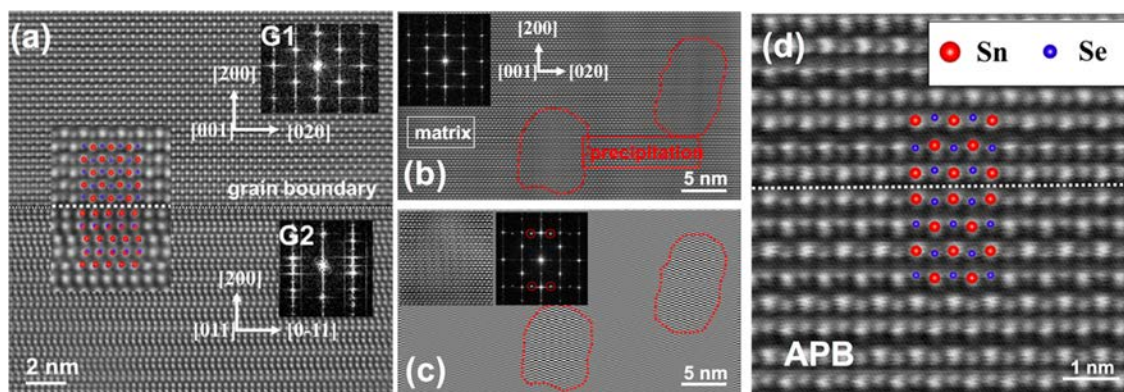 (a)
G1
[200]
[001]
[020]
grain boundary
G2
[200]
[011]
[0-11]
2 nm
[200]
[001]
[020]
matrix
precipitation
(b)
5 nm
(c)
5 nm
(d)
Sn
Se
APB
1 nm